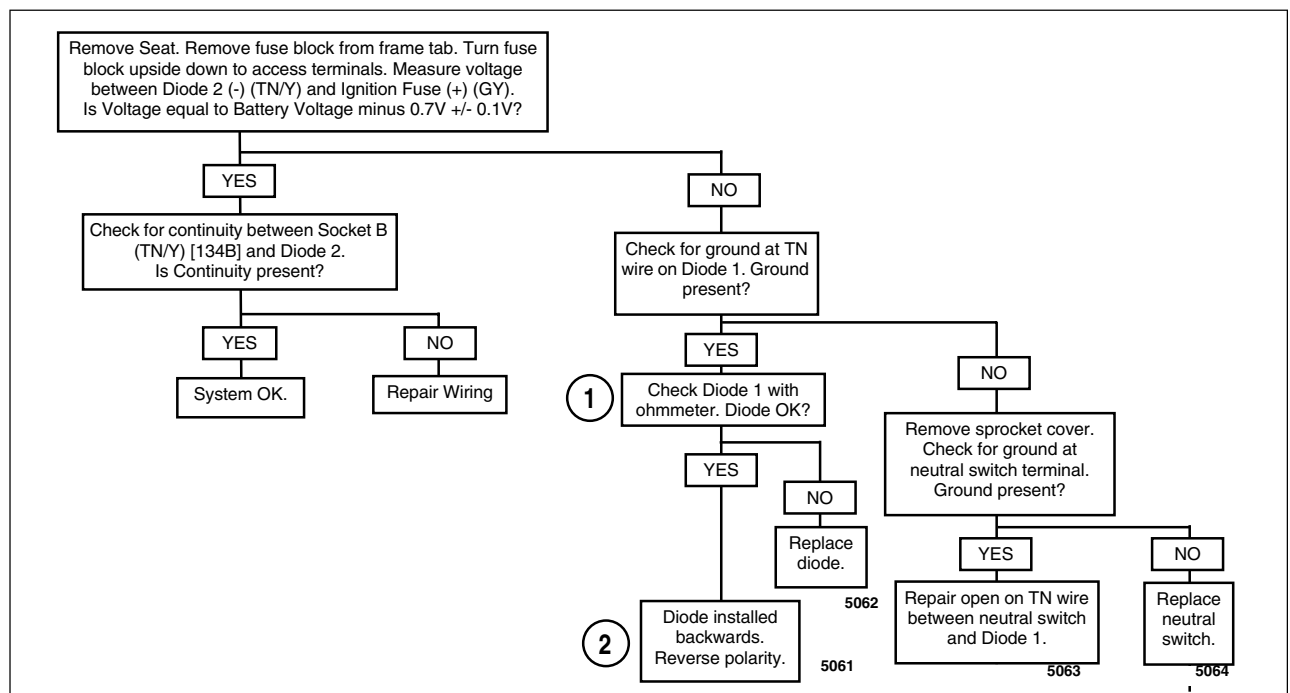 Remove Seat. Remove fuse block from frame tab. Turn fuse
block upside down to access terminals. Measure voltage
between Diode 2 (-) (TN/Y) and Ignition Fuse (+) (GY).
Is Voltage equal to Battery Voltage minus 0.7V +/- 0.1V?
YES
NO
Check for continuity between Socket B
(TN/Y) [134B] and Diode 2.
Is Continuity present?
YES
NO
System OK.
Repair Wiring
Check for ground at TN
wire on Diode 1. Ground
present?
YES
NO
1
Check Diode 1 with
ohmmeter. Diode OK?
YES
NO
Replace
diode.
5062
2
Diode installed
backwards.
Reverse polarity.
5061
Remove sprocket cover.
Check for ground at
neutral switch terminal.
Ground present?
YES
NO
Repair open on TN wire
between neutral switch
and Diode 1.
5063
Replace
neutral
switch.
5064